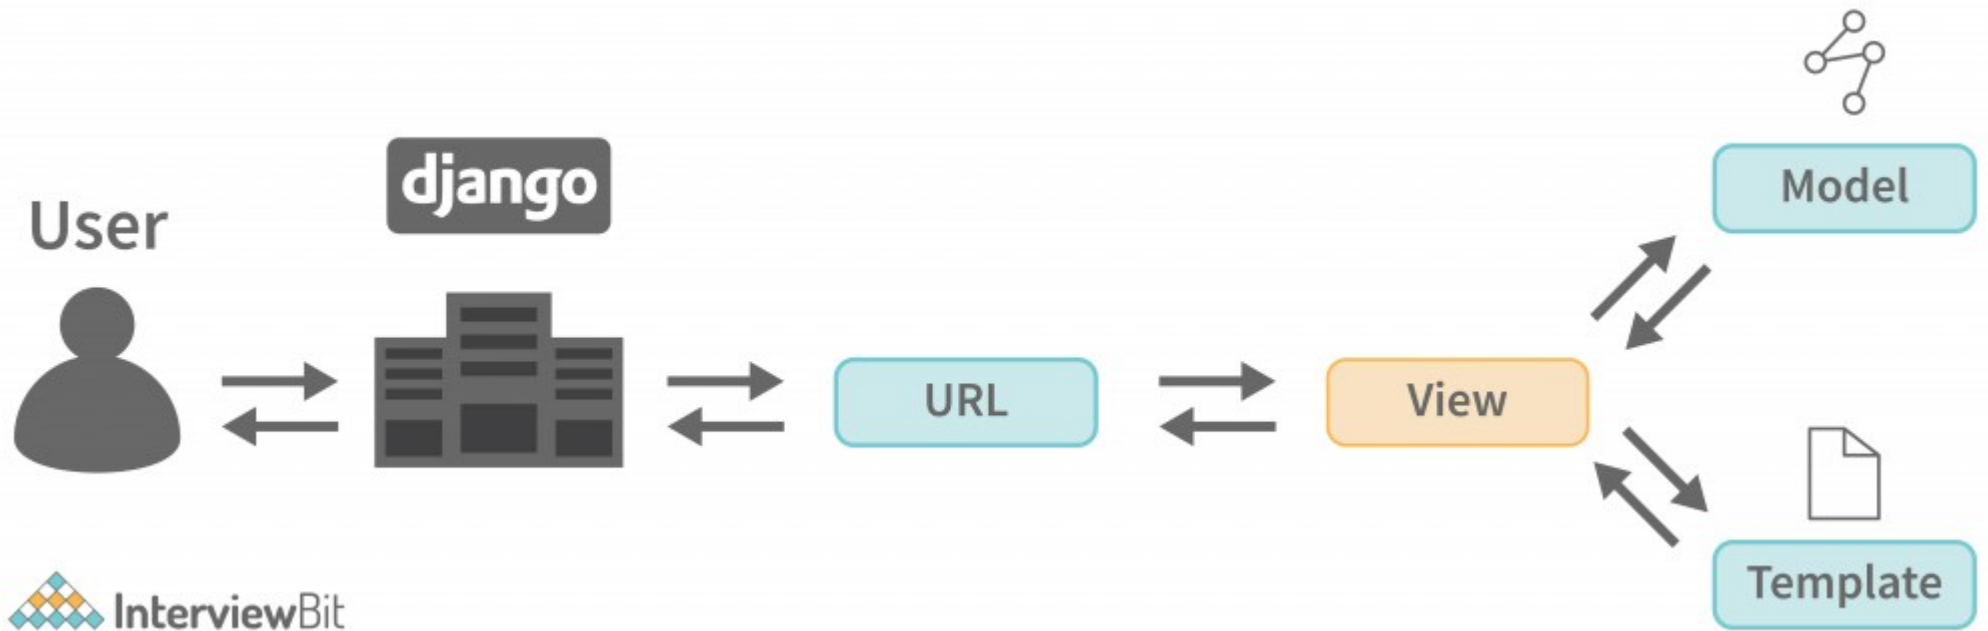 User
django
URL
View
Model
Template
InterviewBit